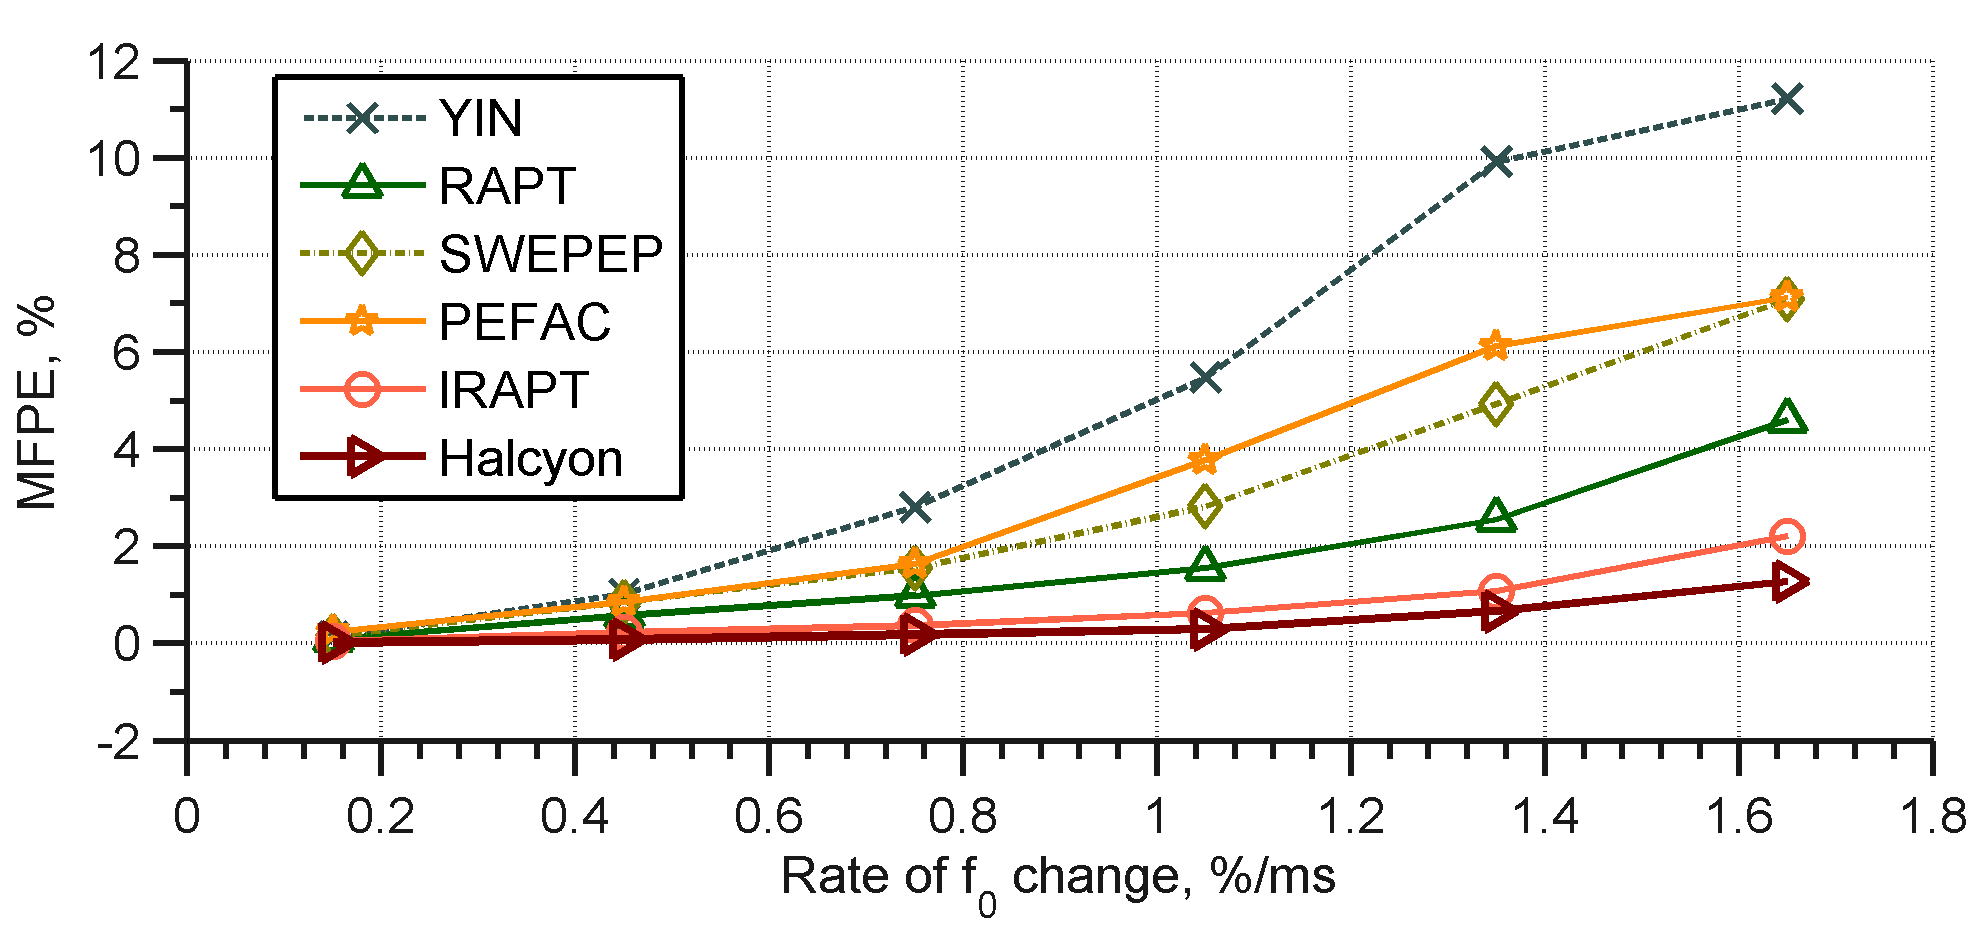 12
10
8
6
4
2
0
-2
MFPE, %
YIN
RAPT
SWEPEP
PEFAC
IRAPT
Halcyon
0 0.2 0.4 0.6 0.8 1 1.2 1.4 1.6 1.8
Rate of f0 change, %/ms